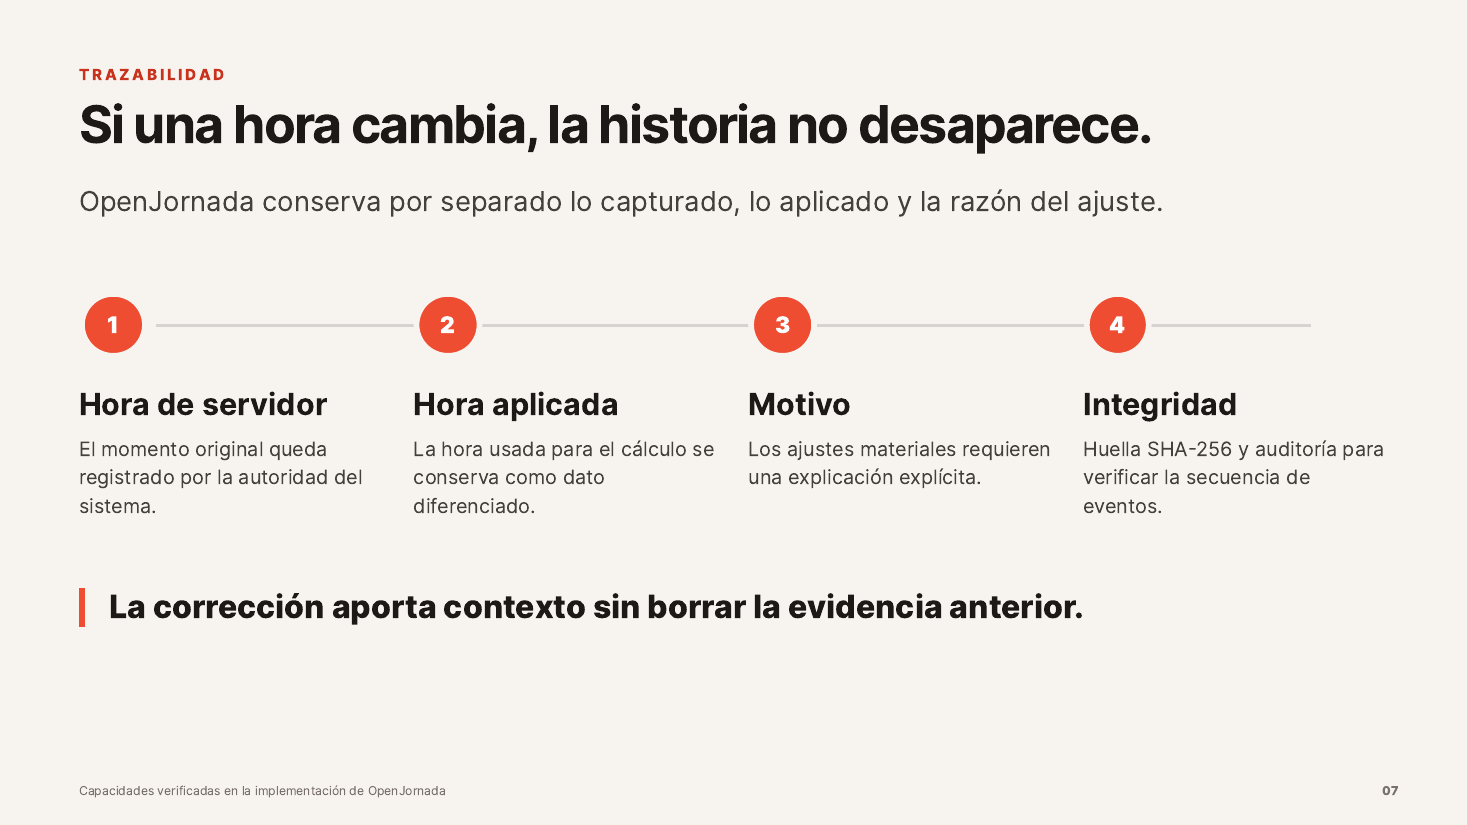 TRAZABILIDAD
Si una hora cambia, la historia no desaparece.
OpenJornada conserva por separado lo capturado, lo aplicado y la razón del ajuste.
1
2
3
4
Hora de servidor
El momento original queda
registrado por la autoridad del
sistema.
Hora aplicada
La hora usada para el cálculo se
conserva como dato
diferenciado.
Motivo
Los ajustes materiales requieren
una explicación explícita.
Integridad
Huella SHA-256 y auditoría para
verificar la secuencia de
eventos.
La corrección aporta contexto sin borrar la evidencia anterior.
Capacidades verificadas en la implementación de OpenJornada
07